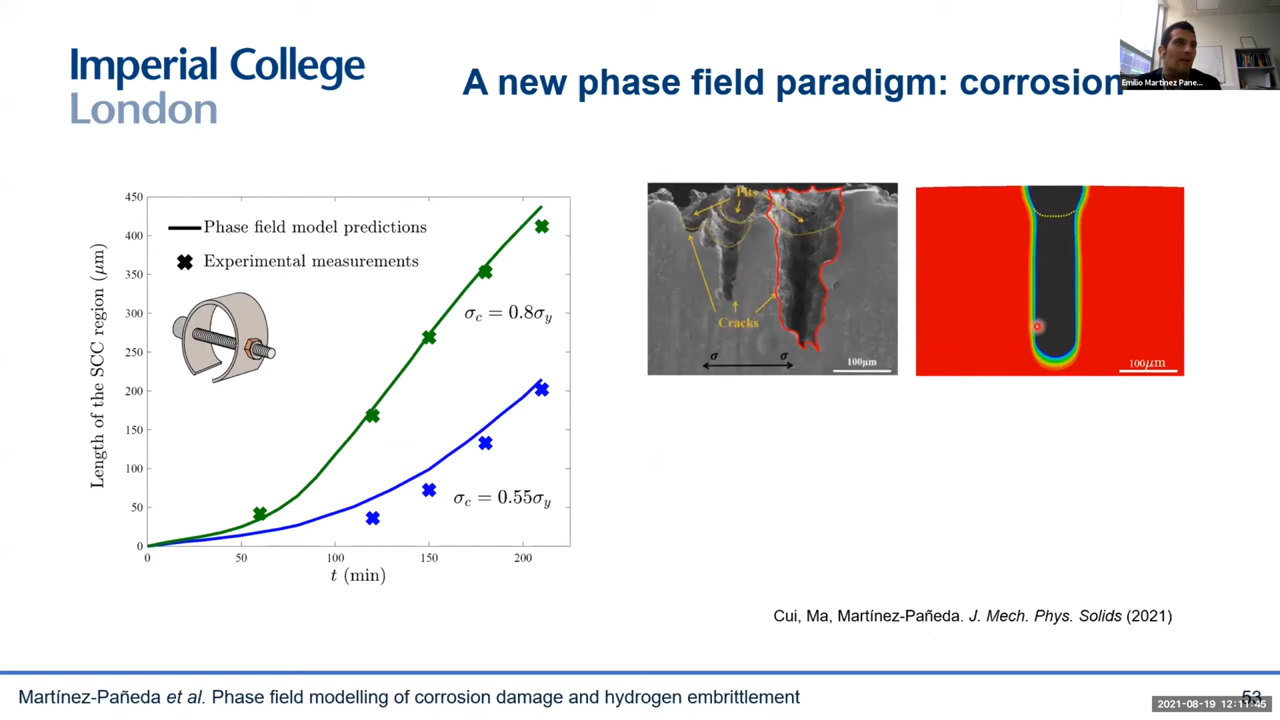 Imperial College
London
A new phase field paradigm: corrosion
Emilio Martínez Pane...
450
400
350
300
250
200
150
100
50
0
Length of the SCC region (μm)
Phase field model predictions
Experimental measurements
σc = 0.8σy
σc = 0.55σy
0 50 100 150 200
t (min)
Pits
Cracks
σ σ
100μm
100μm
Cui, Ma, Martínez-Pañeda. J. Mech. Phys. Solids (2021)
Martínez-Pañeda et al. Phase field modelling of corrosion damage and hydrogen embrittlement
53
2021-08-19 12:11:45